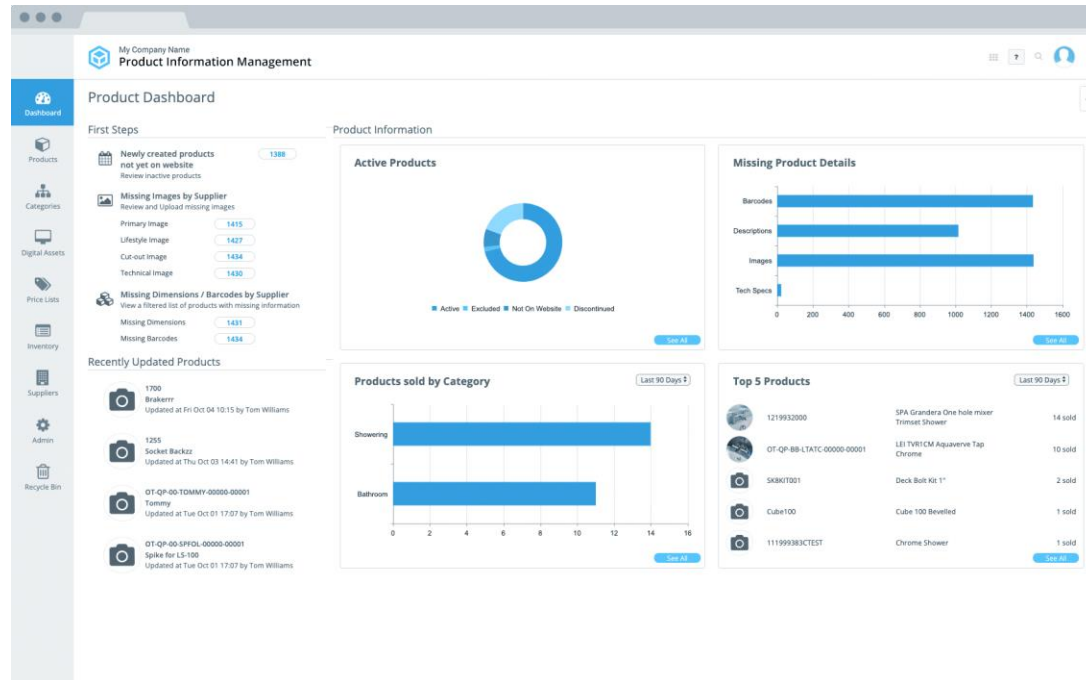 My Company Name
Product Information Management
?
Dashboard
Products
Categories
Digital Assets
Price Lists
Inventory
Suppliers
Admin
Recycle Bin
Product Dashboard
First Steps
Newly created products
not yet on website
1388
Review inactive products
Missing Images by Supplier
Review and Upload missing images
Primary Image 1415
Lifestyle Image 1427
Cut-out Image 1434
Technical Image 1430
Missing Dimensions / Barcodes by Supplier
View a filtered list of products with missing information
Missing Dimensions 1431
Missing Barcodes 1434
Recently Updated Products
1700
Brakerrr
Updated at Fri Oct 04 10:15 by Tom Williams
1255
Socket Backzz
Updated at Thu Oct 03 14:41 by Tom Williams
OT-QP-00-TOMMY-00000-00001
Tommy
Updated at Tue Oct 01 17:07 by Tom Williams
OT-QP-00-SPFOL-00000-00001
Spike for LS-100
Updated at Tue Oct 01 17:07 by Tom Williams
Product Information
Active Products
Active Excluded Not On Website Discontinued
See All
Missing Product Details
Barcodes
Descriptions
Images
Tech Specs
0 200 400 600 800 1000 1200 1400 1600
See All
Products sold by Category
Last 90 Days
Showering
Bathroom
0 2 4 6 8 10 12 14 16
See All
Top 5 Products
Last 90 Days
1219932000 SPA Grandera One hole mixer
Trimset Shower 14 sold
OT-QP-BB-LTATC-00000-00001 LEI TVR1CM Aquaverve Tap
Chrome 10 sold
SKBKIT001 Deck Bolt Kit 1" 2 sold
Cube100 Cube 100 Bevelled 1 sold
111999383CTEST Chrome Shower 1 sold
See All